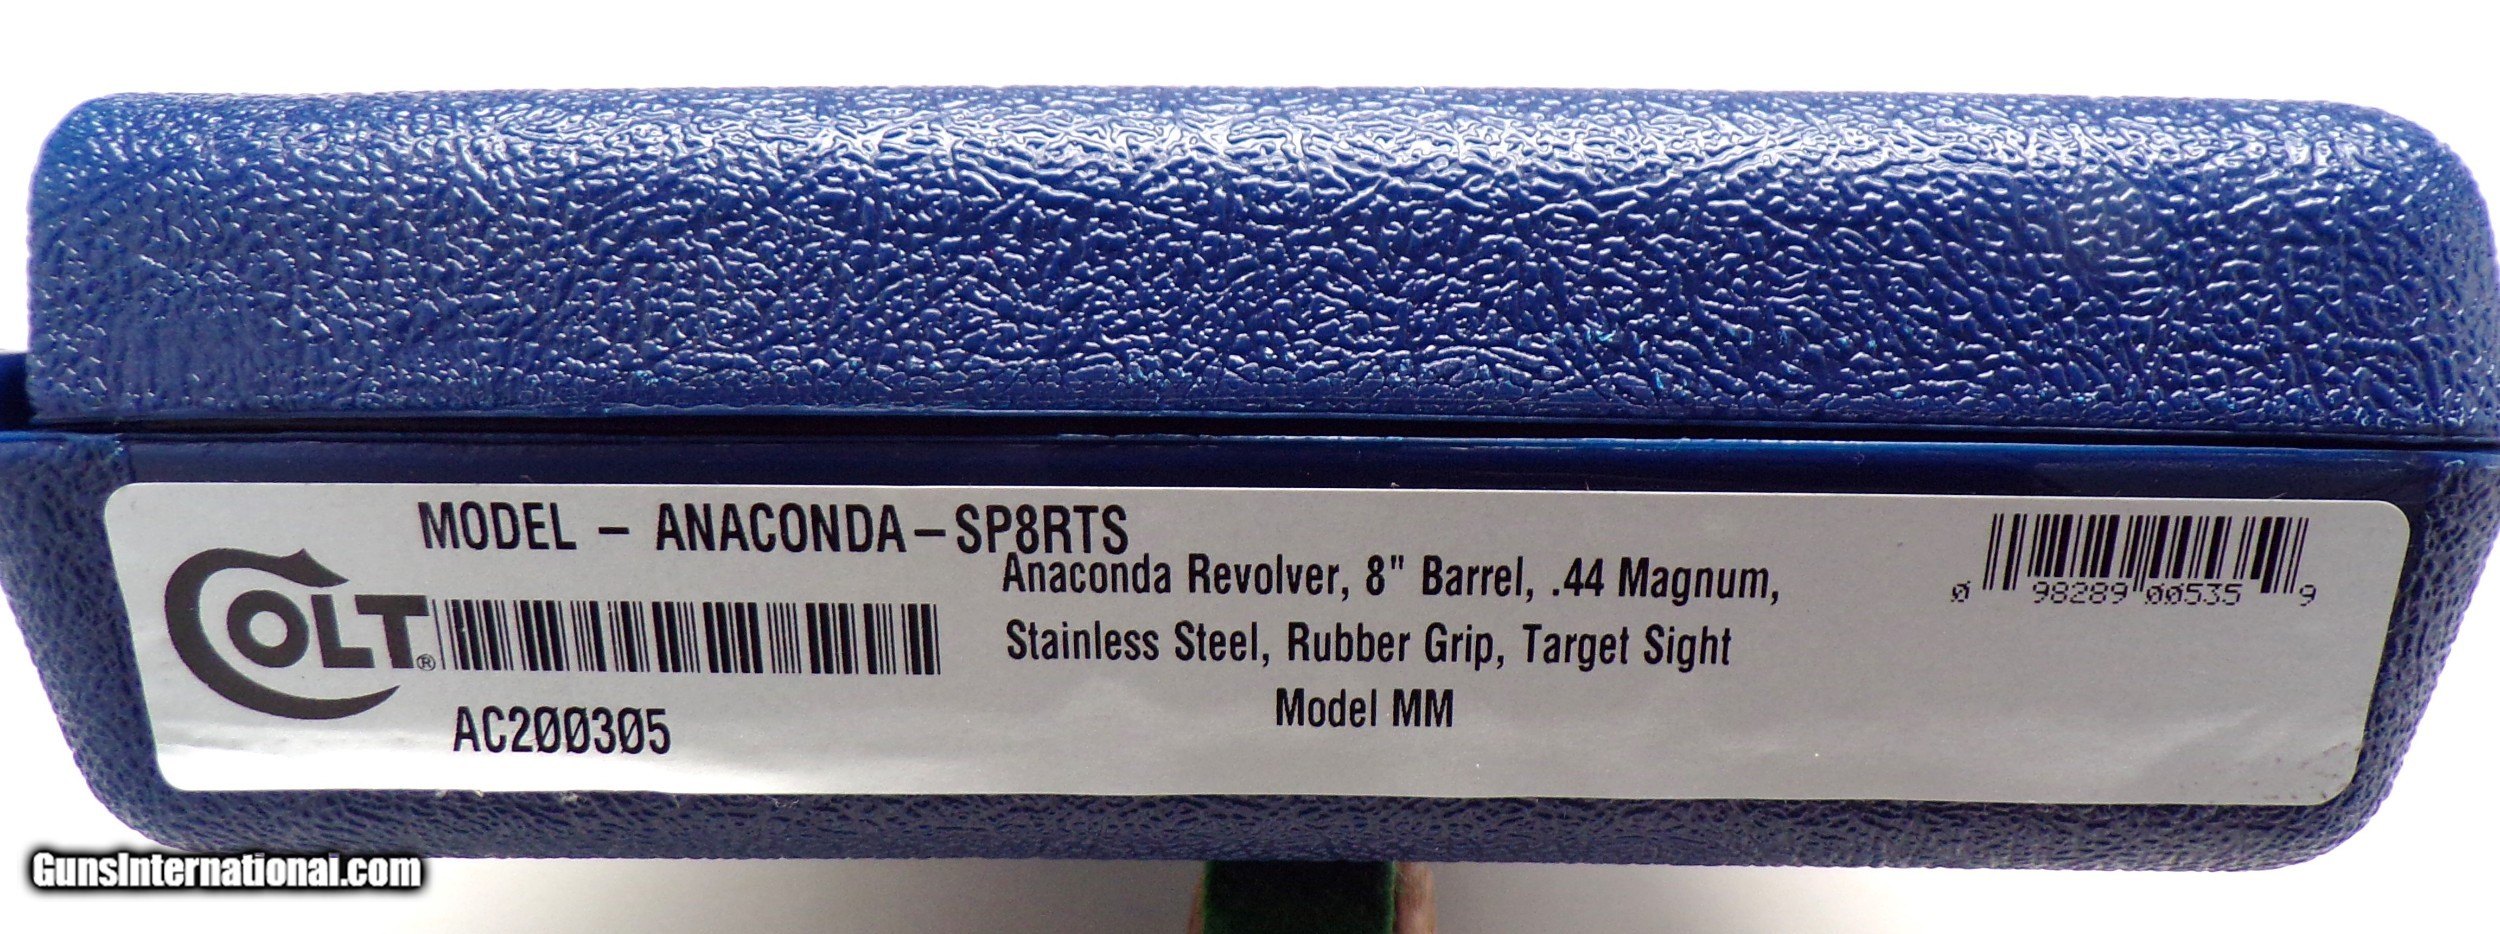 MODEL - ANACONDA-SP8RTS
COLT®
AC200305
Anaconda Revolver, 8" Barrel, .44 Magnum,
Stainless Steel, Rubber Grip, Target Sight
Model MM
0 98289 00535 9
GunsInternational.com